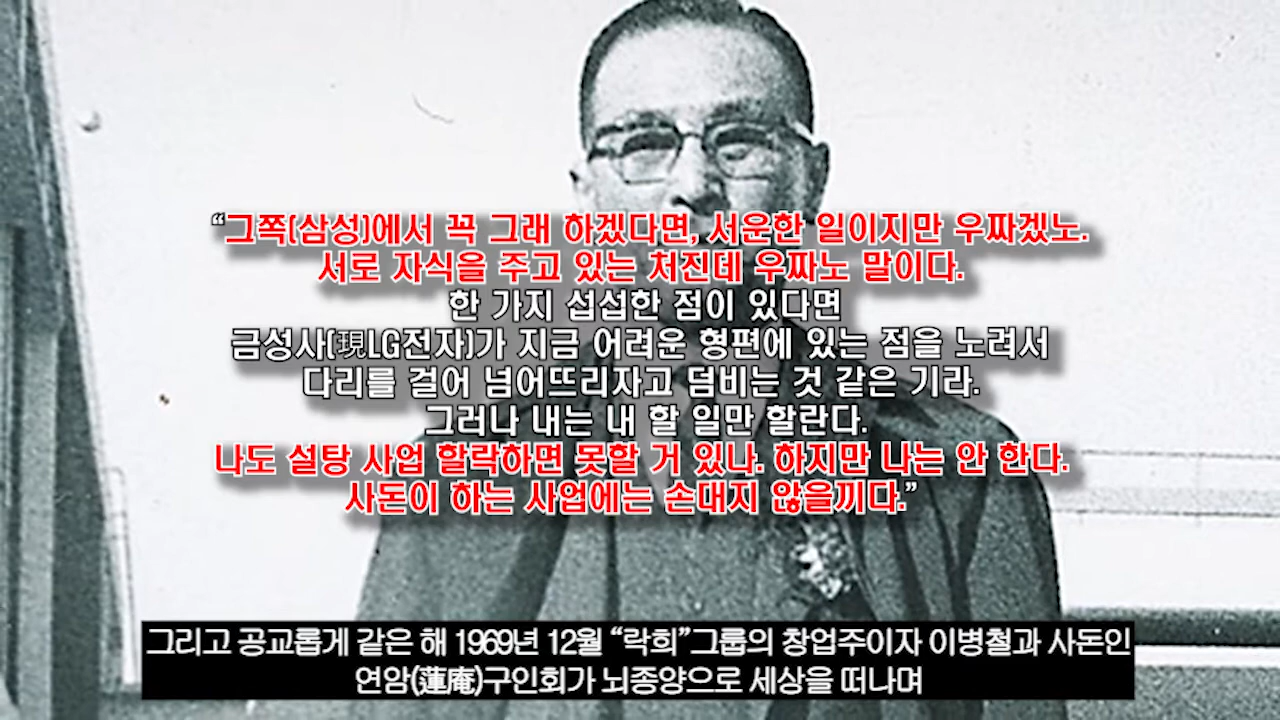 “그쪽(삼성)에서 꼭 그래 하겠다면, 서운한 일이지만 우짜겠노.
서로 자식을 주고 있는 처진데 우짜노 말이다.
한 가지 섭섭한 점이 있다면
금성사(現LG전자)가 지금 어려운 형편에 있는 점을 노려서
다리를 걸어 넘어뜨리자고 덤비는 것 같은 기라.
그러나 내는 내 할 일만 할란다.
나도 설탕 사업 할락하면 못할 거 있나. 하지만 나는 안 한다.
사돈이 하는 사업에는 손대지 않을끼다.”
그리고 공교롭게 같은 해 1969년 12월 “락희”그룹의 창업주이자 이병철과 사돈인
연암(蓮庵)구인회가 뇌종양으로 세상을 떠나며